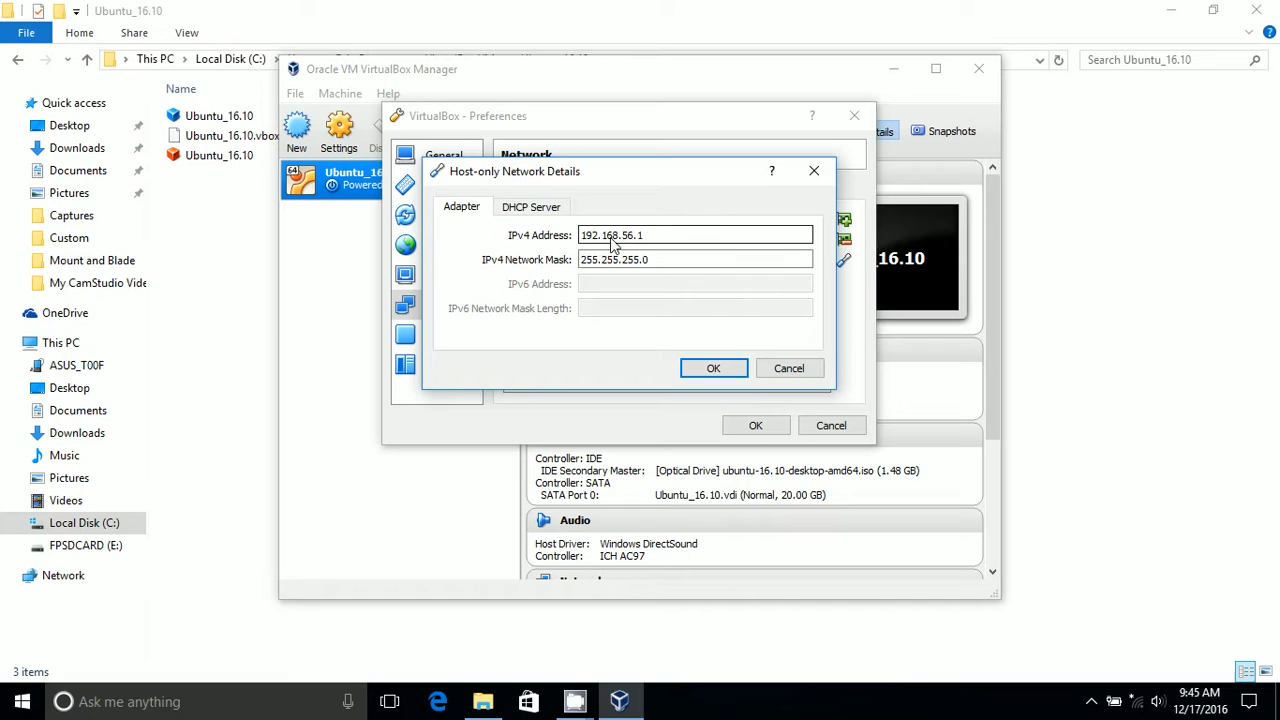 Ubuntu_16.10
File
Home
Share
View
This PC
Local Disk (C:)
Search Ubuntu_16.10
Quick access
Desktop
Downloads
Documents
Pictures
Captures
Custom
Mount and Blade
My CamStudio Vide
OneDrive
This PC
ASUS_T00F
Desktop
Documents
Downloads
Music
Pictures
Videos
Local Disk (C:)
FPSDCARD (E:)
Network
3 items
Name
Ubuntu_16.10
Ubuntu_16.10.vbox
Ubuntu_16.10
Oracle VM VirtualBox Manager
File
Machine
Help
New
Settings
Snapshots
Powered
VirtualBox - Preferences
?
General
Network
Host-only Network Details
?
Adapter
DHCP Server
IPv4 Address:
192.168.56.1
IPv4 Network Mask:
255.255.255.0
IPv6 Address:
IPv6 Network Mask Length:
OK
Cancel
OK
Cancel
.16.10
Controller: IDE
IDE Secondary Master: [Optical Drive] ubuntu-16.10-desktop-amd64.iso (1.48 GB)
Controller: SATA
SATA Port 0: Ubuntu_16.10.vdi (Normal, 20.00 GB)
Audio
Host Driver: Windows DirectSound
Controller: ICH AC97
Ask me anything
9:45 AM
12/17/2016